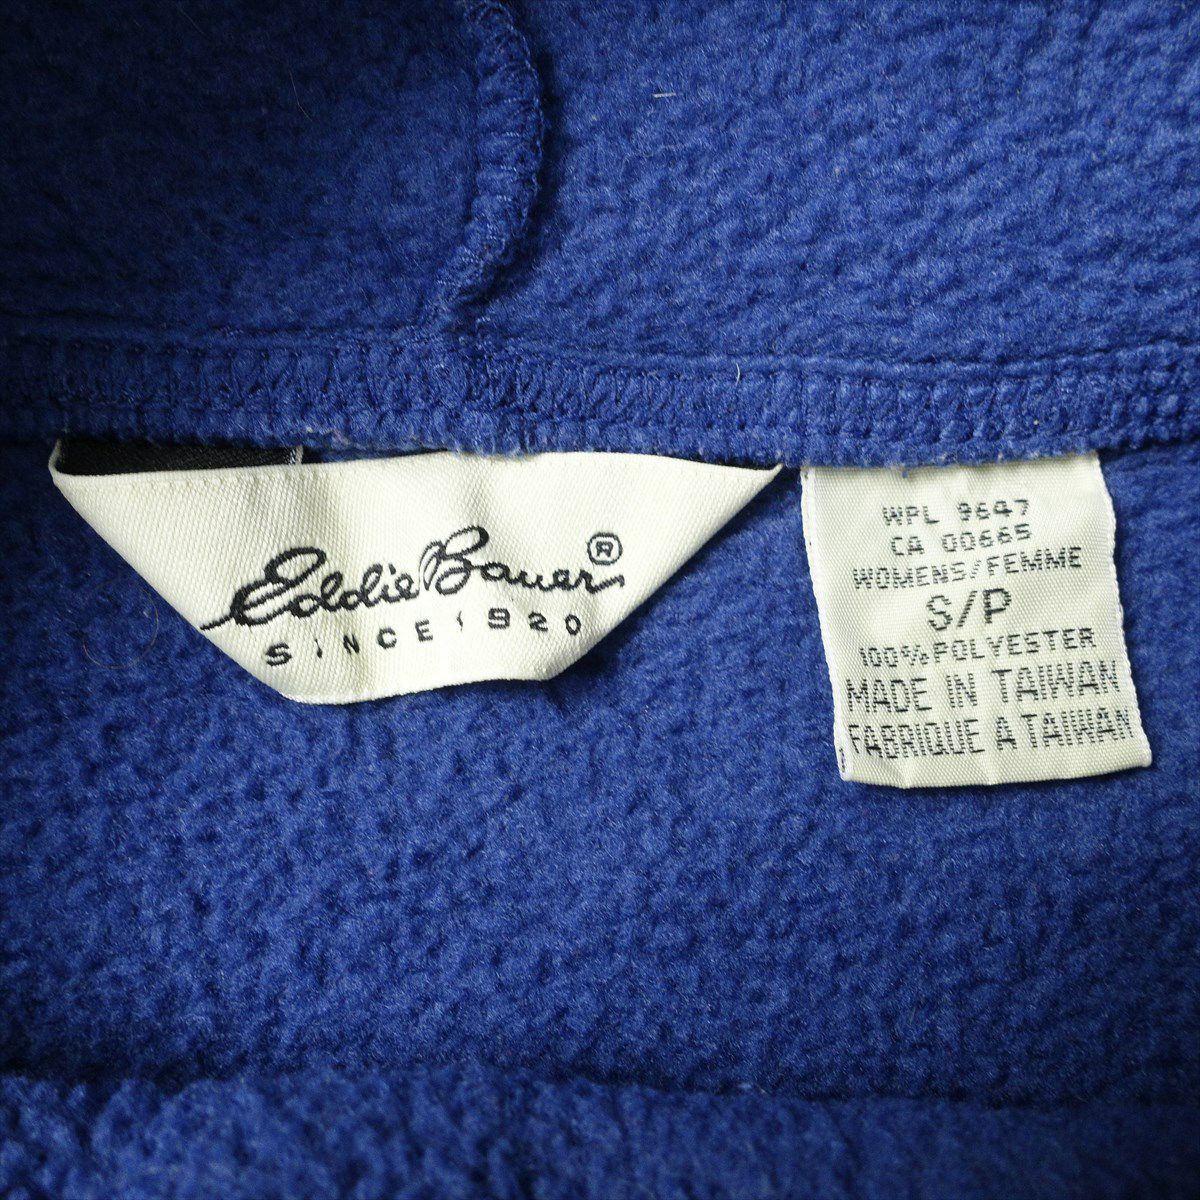 Eddie Bauer®
SINCE 1920
WPL 9647
CA 00665
WOMENS/FEMME
S/P
100% POLYESTER
MADE IN TAIWAN
FABRIQUE A TAIWAN